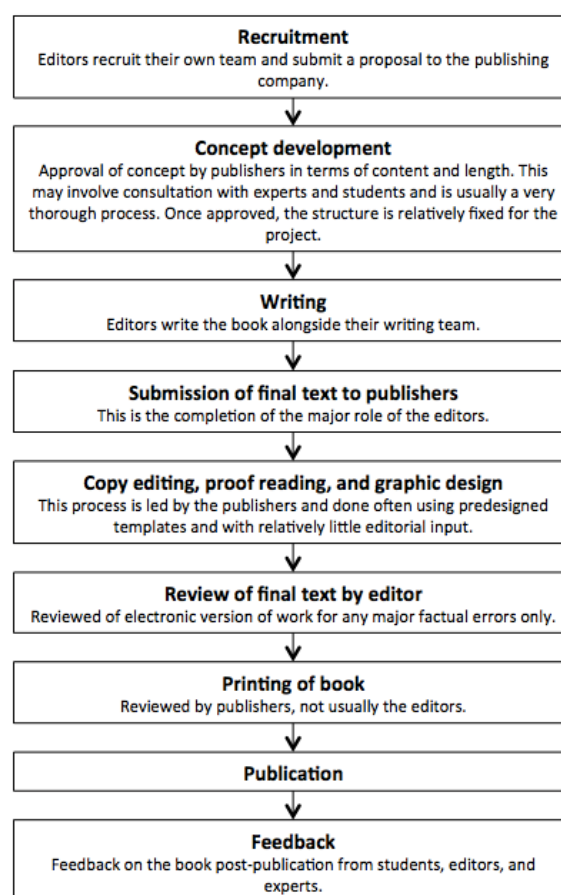 Recruitment
Editors recruit their own team and submit a proposal to the publishing
company.
Concept development
Approval of concept by publishers in terms of content and length. This
may involve consultation with experts and students and is usually a very
thorough process. Once approved, the structure is relatively fixed for the
project.
Writing
Editors write the book alongside their writing team.
Submission of final text to publishers
This is the completion of the major role of the editors.
Copy editing, proof reading, and graphic design
This process is led by the publishers and done often using predesigned
templates and with relatively little editorial input.
Review of final text by editor
Reviewed of electronic version of work for any major factual errors only.
Printing of book
Reviewed by publishers, not usually the editors.
Publication
Feedback
Feedback on the book post-publication from students, editors, and
experts.